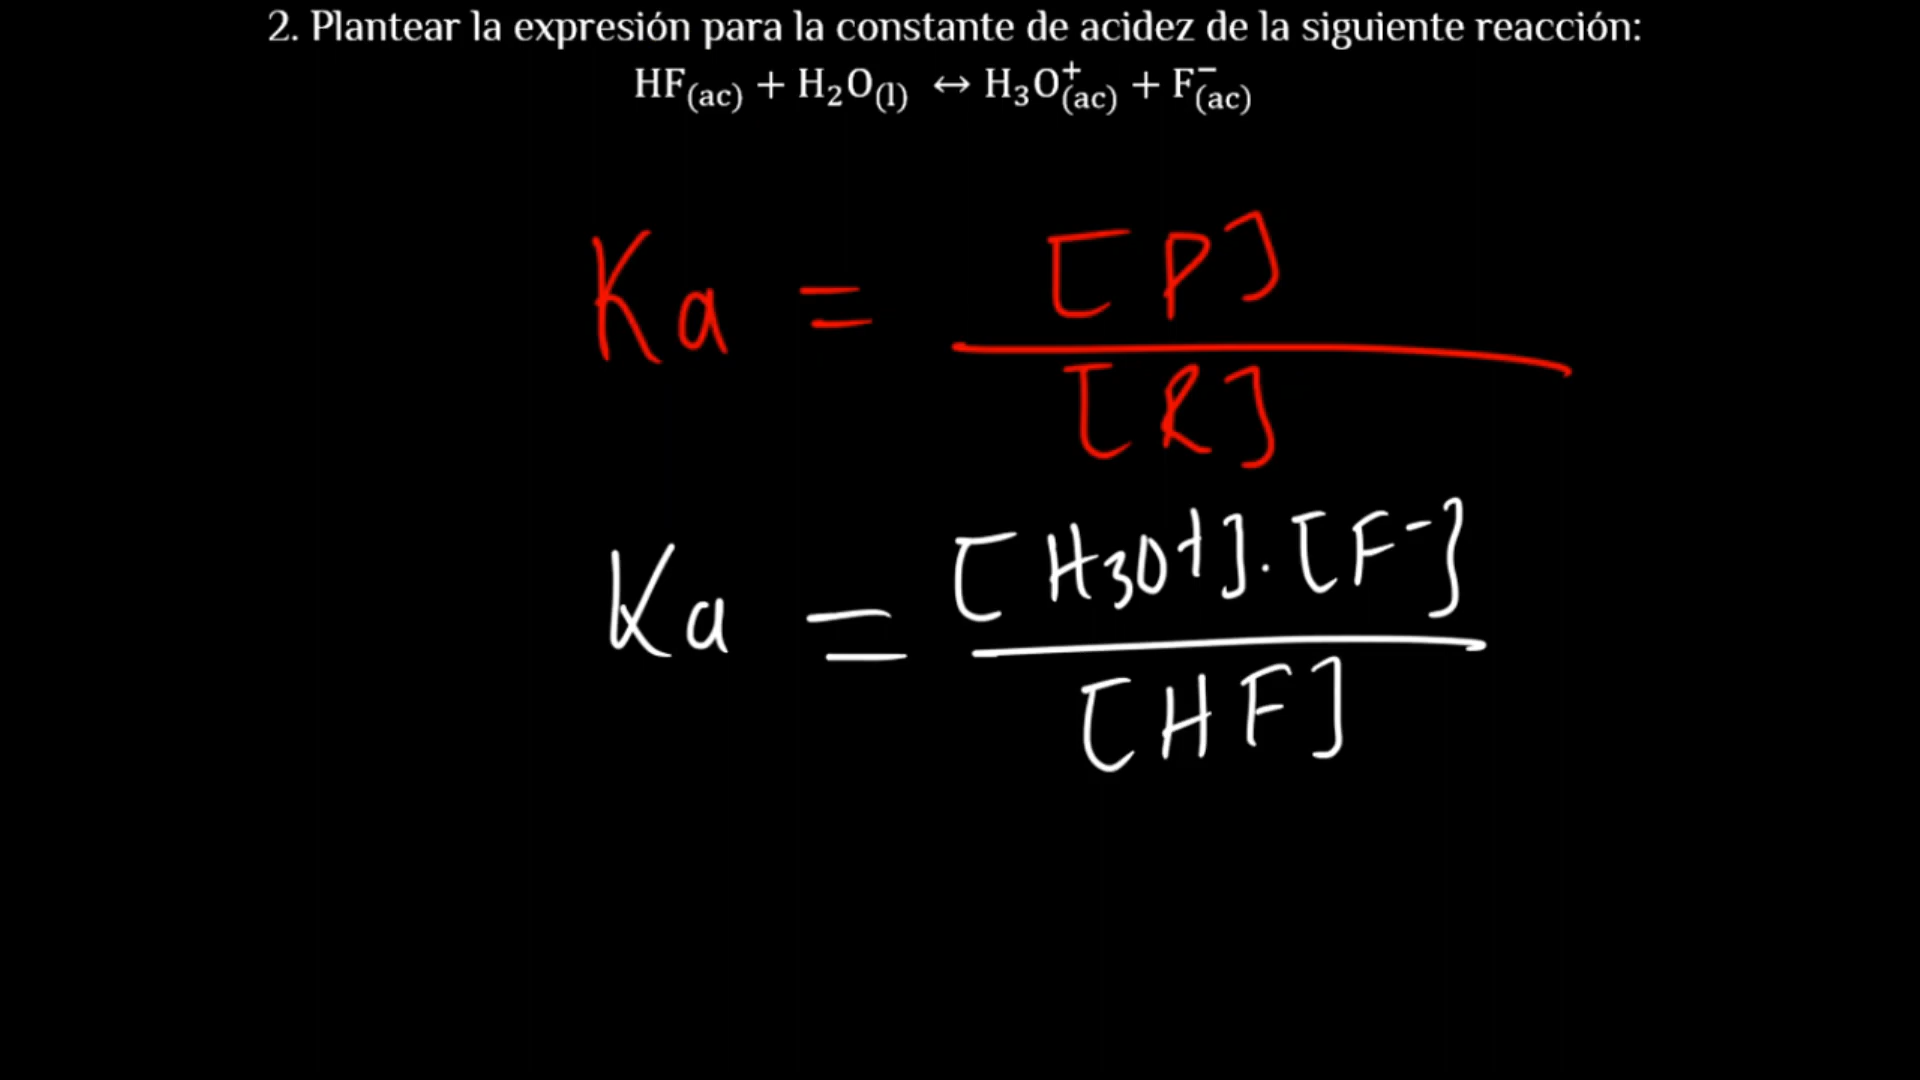 2. Plantear la expresión para la constante de acidez de la siguiente reacción:
HF(ac) + H₂O(l) ↔ H₃O⁺(ac) + F⁻(ac)
Ka = [P] / [R]
Ka = [H₃O⁺] · [F⁻] / [HF]